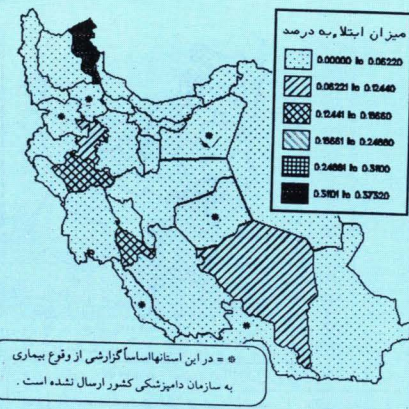 میزان ابتلاء به درصد
0.00000 to 0.06220
0.06221 to 0.12440
0.12441 to 0.18660
0.18661 to 0.24880
0.24881 to 0.3100
0.3101 to 0.37320
* = در این استانها اساساً گزارشی از وقوع بیماری
به سازمان دامپزشکی کشور ارسال نشده است .